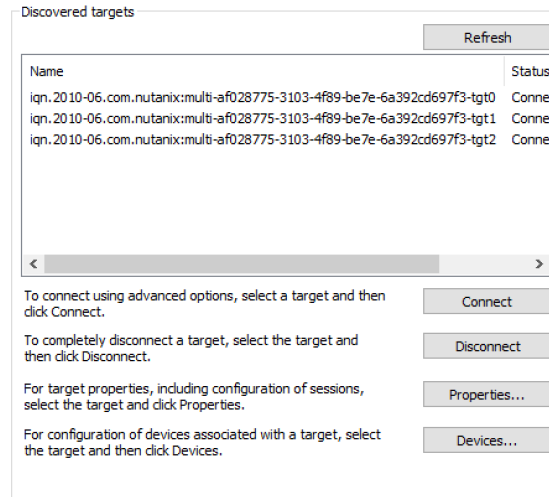 Discovered targets
Refresh
Name Status
iqn.2010-06.com.nutanix:multi-af028775-3103-4f89-be7e-6a392cd697f3-tgt0 Conne
iqn.2010-06.com.nutanix:multi-af028775-3103-4f89-be7e-6a392cd697f3-tgt1 Conne
iqn.2010-06.com.nutanix:multi-af028775-3103-4f89-be7e-6a392cd697f3-tgt2 Conne
To connect using advanced options, select a target and then
click Connect.
Connect
To completely disconnect a target, select the target and
then click Disconnect.
Disconnect
For target properties, including configuration of sessions,
select the target and click Properties.
Properties...
For configuration of devices associated with a target, select
the target and then click Devices.
Devices...